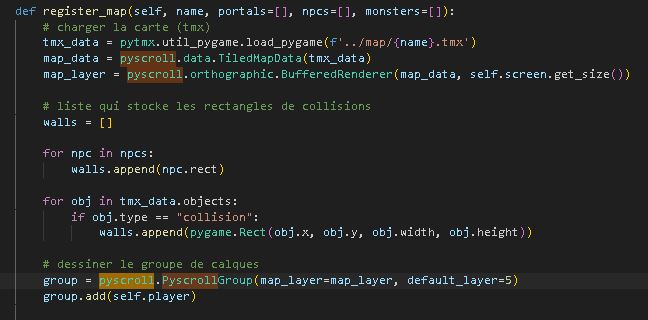 def register_map(self, name, portals=[], npcs=[], monsters=[]):
# charger la carte (tmx)
tmx_data = pytmx.util_pygame.load_pygame(f'../map/{name}.tmx')
map_data = pyscroll.data.TiledMapData(tmx_data)
map_layer = pyscroll.orthographic.BufferedRenderer(map_data, self.screen.get_size())
# liste qui stocke les rectangles de collisions
walls = []
for npc in npcs:
walls.append(npc.rect)
for obj in tmx_data.objects:
if obj.type == "collision":
walls.append(pygame.Rect(obj.x, obj.y, obj.width, obj.height))
# dessiner le groupe de calques
group = pyscroll.PyscrollGroup(map_layer=map_layer, default_layer=5)
group.add(self.player)